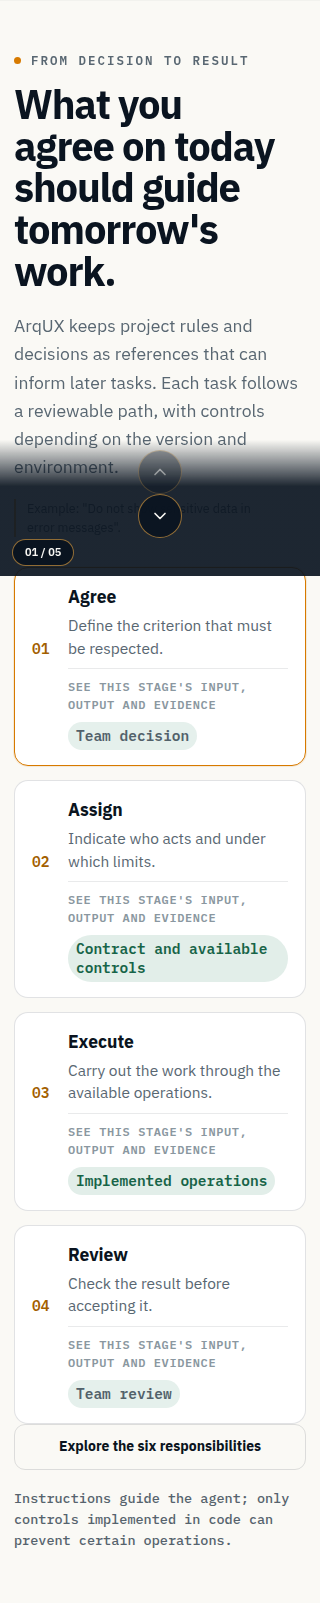 FROM DECISION TO RESULT
What you
agree on today
should guide
tomorrow's
work.
ArqUX keeps project rules and
decisions as references that can
inform later tasks. Each task follows
a reviewable path, with controls
depending on the version and
environment.
Example: "Do not sitive data in
error messages".
01 / 05
Agree
Define the criterion that must
be respected.
01
SEE THIS STAGE'S INPUT,
OUTPUT AND EVIDENCE
Team decision
Assign
Indicate who acts and under
which limits.
02
SEE THIS STAGE'S INPUT,
OUTPUT AND EVIDENCE
Contract and available
controls
Execute
Carry out the work through the
available operations.
03
SEE THIS STAGE'S INPUT,
OUTPUT AND EVIDENCE
Implemented operations
Review
Check the result before
accepting it.
04
SEE THIS STAGE'S INPUT,
OUTPUT AND EVIDENCE
Team review
Explore the six responsibilities
Instructions guide the agent; only
controls implemented in code can
prevent certain operations.